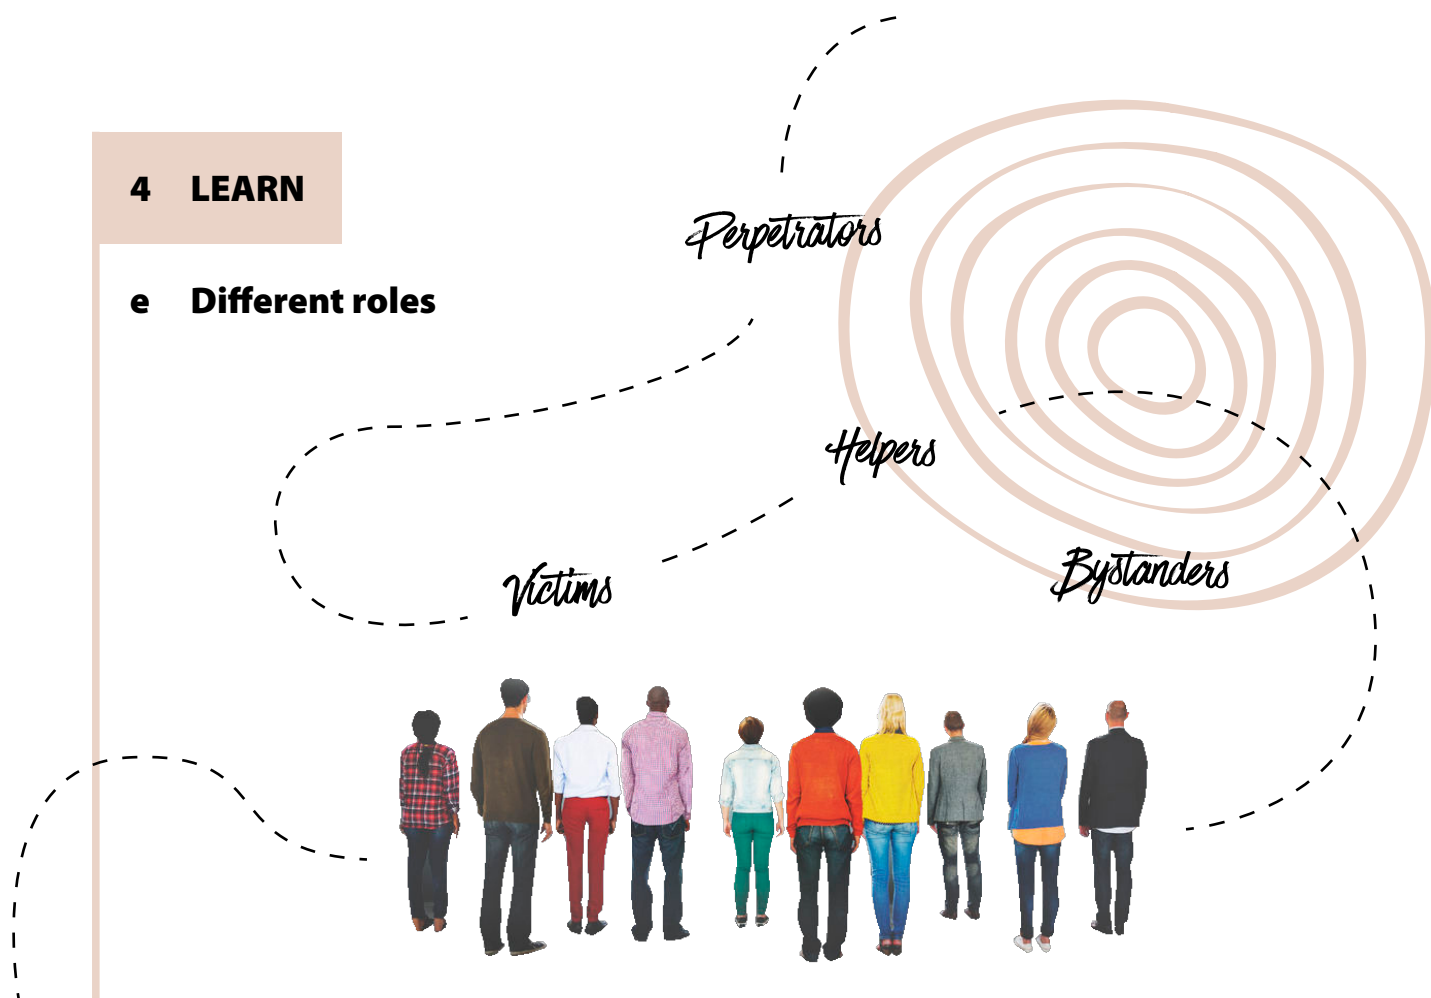 4 LEARN
e Different roles
Perpetrators
Helpers
Victims
Bystanders